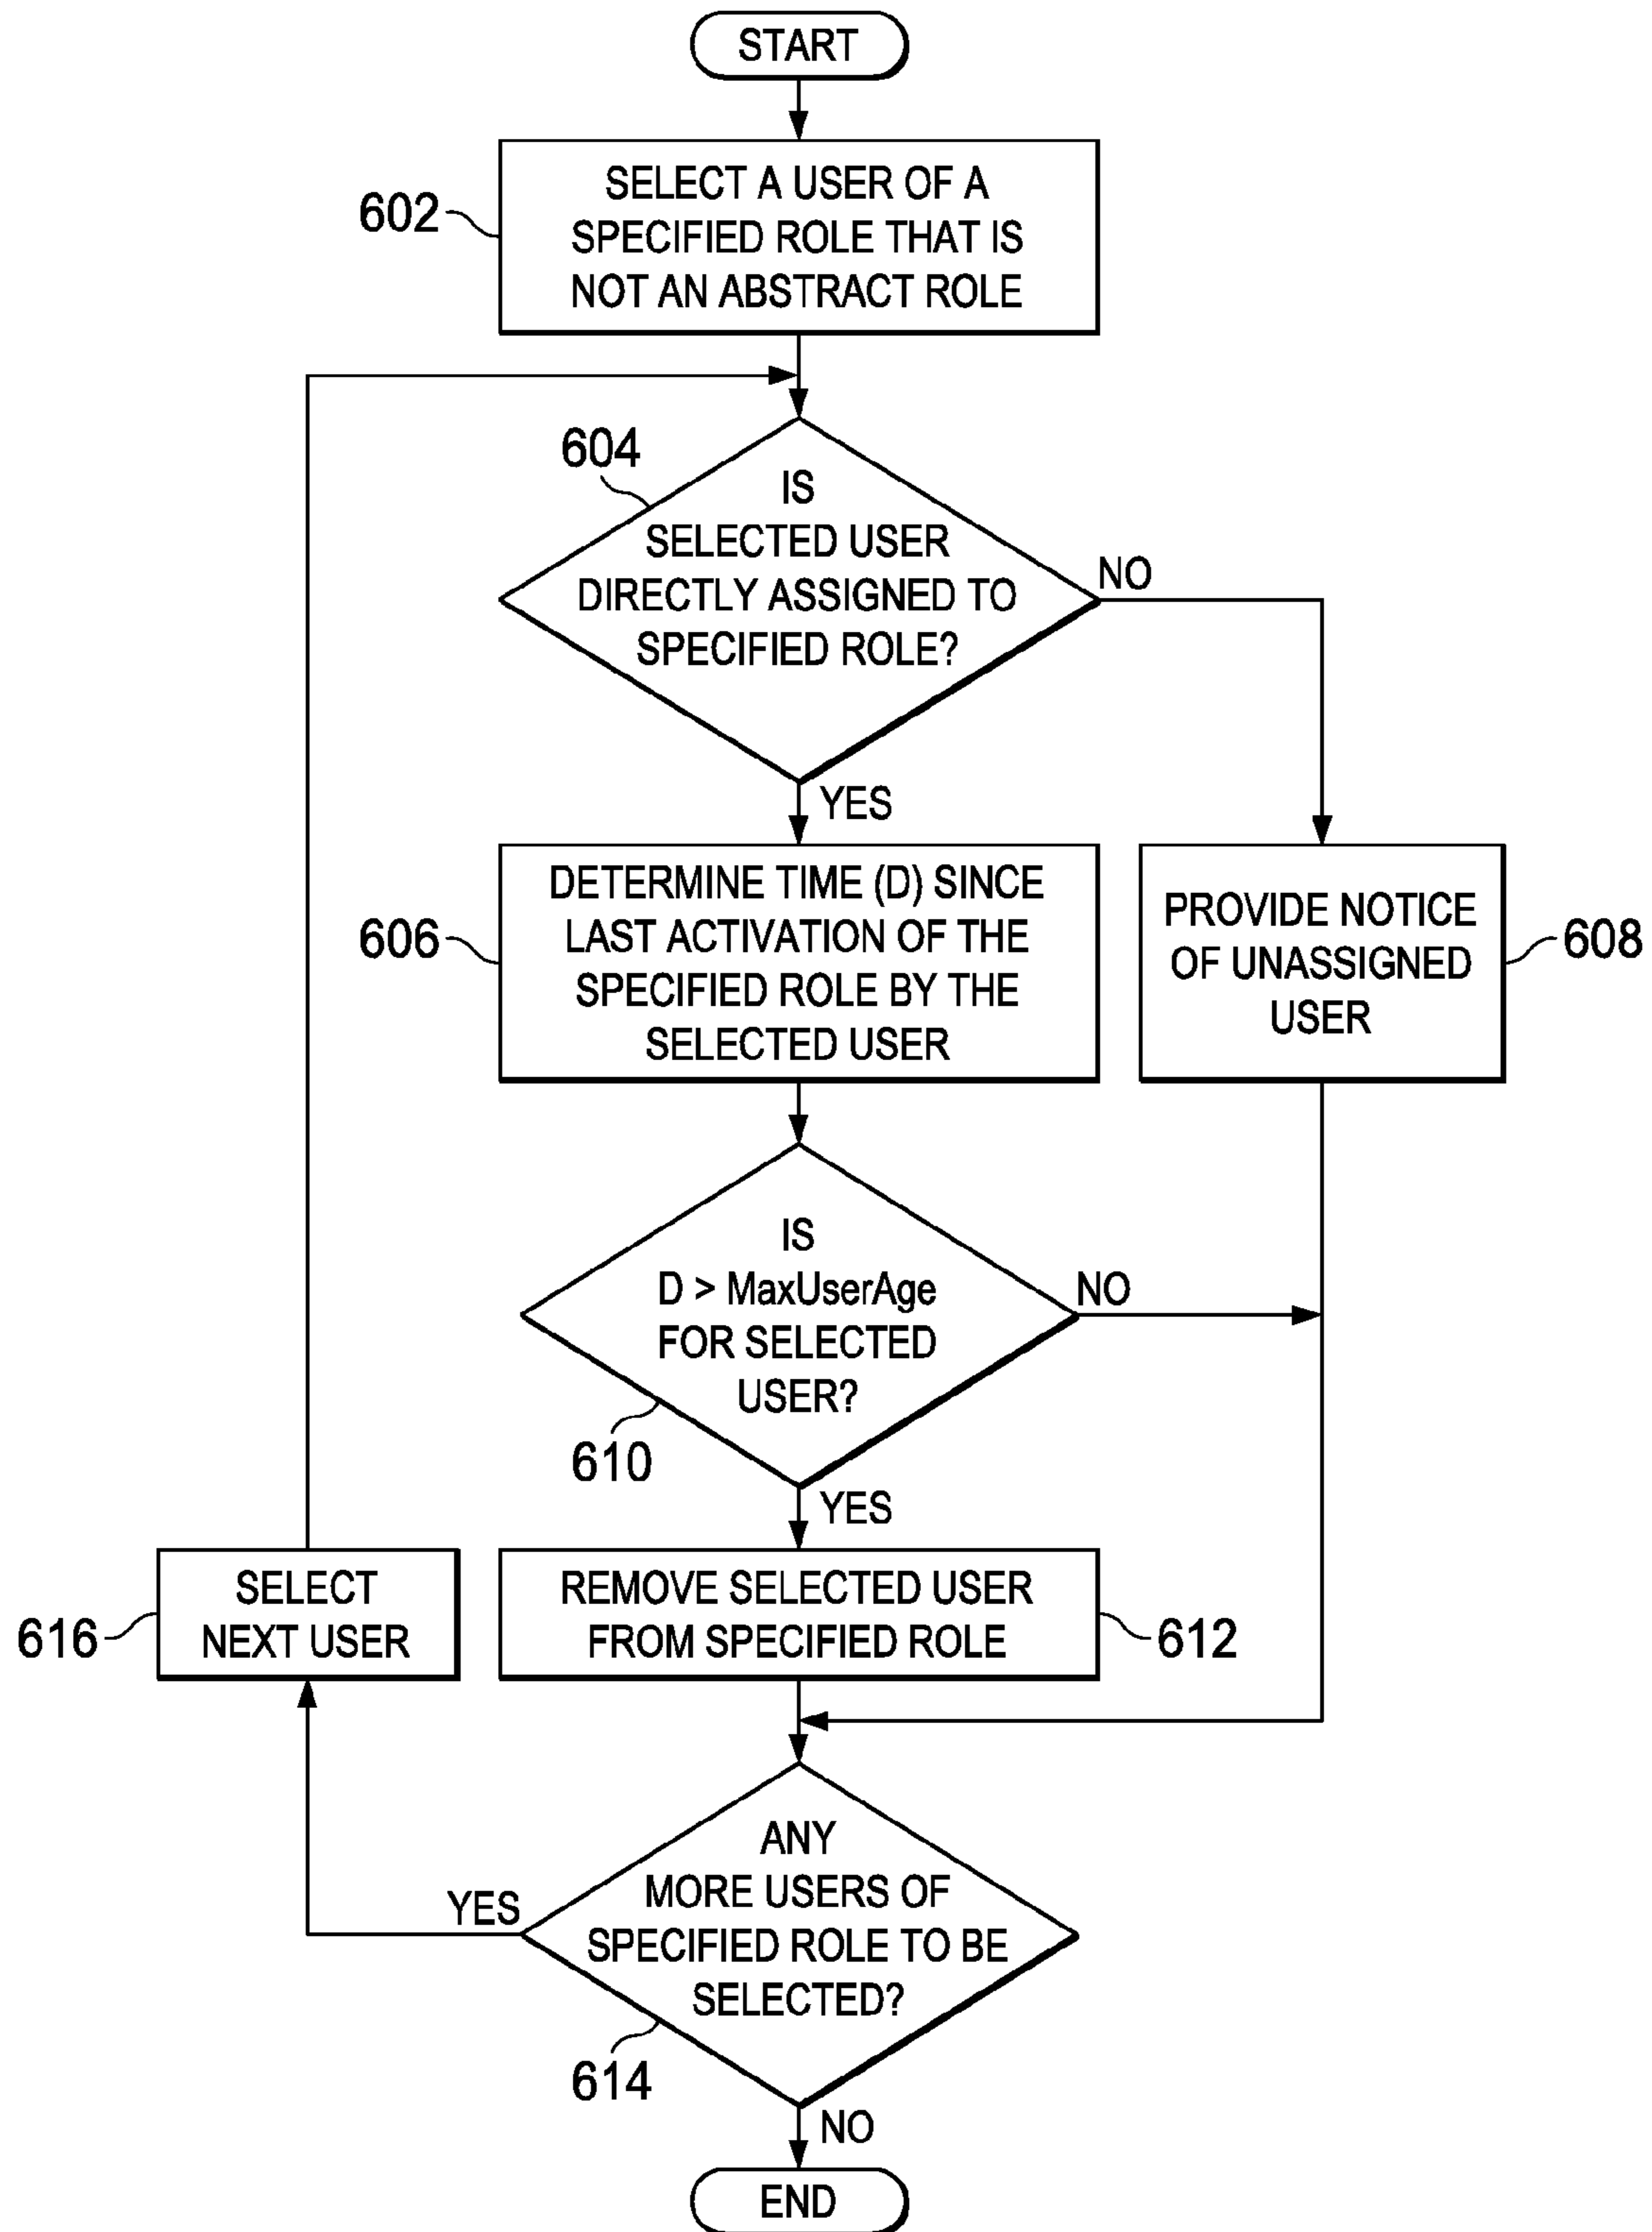 START
602
SELECT A USER OF A
SPECIFIED ROLE THAT IS
NOT AN ABSTRACT ROLE
604
IS
SELECTED USER
DIRECTLY ASSIGNED TO
SPECIFIED ROLE?
NO
YES
606
DETERMINE TIME (D) SINCE
LAST ACTIVATION OF THE
SPECIFIED ROLE BY THE
SELECTED USER
PROVIDE NOTICE
OF UNASSIGNED
USER
608
IS
D > MaxUserAge
FOR SELECTED
USER?
NO
610
YES
616
SELECT
NEXT USER
REMOVE SELECTED USER
FROM SPECIFIED ROLE
612
ANY
MORE USERS OF
SPECIFIED ROLE TO BE
SELECTED?
YES
614
NO
END